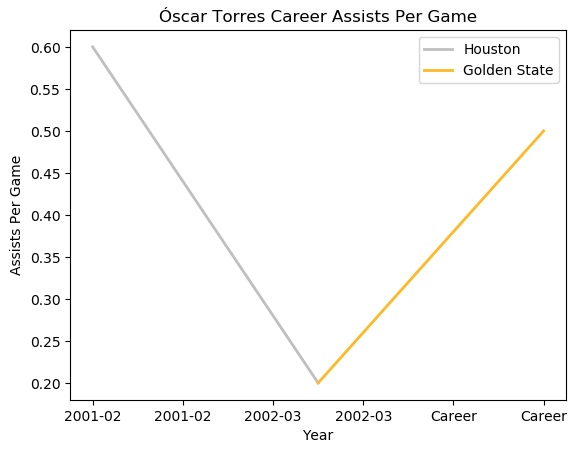 Óscar Torres Career Assists Per Game
Houston
Golden State
Assists Per Game
0.60
0.55
0.50
0.45
0.40
0.35
0.30
0.25
0.20
2001-02 2001-02 2002-03 2002-03 Career Career
Year